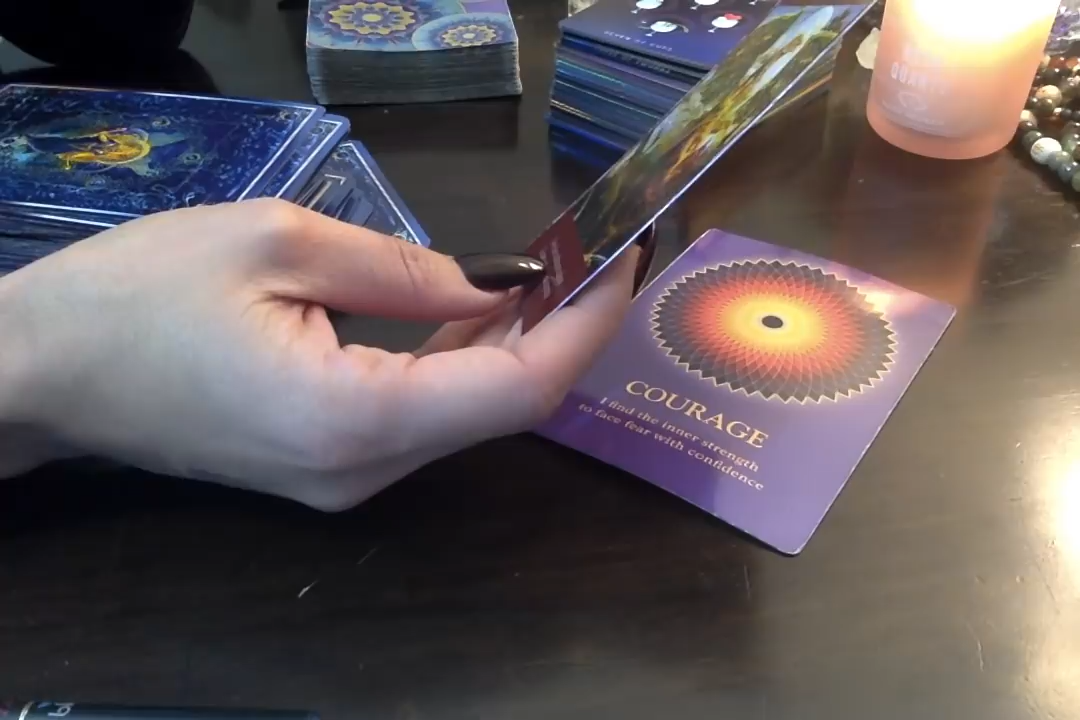 QUARTZ
COURAGE
I find the inner strength
to face fear with confidence